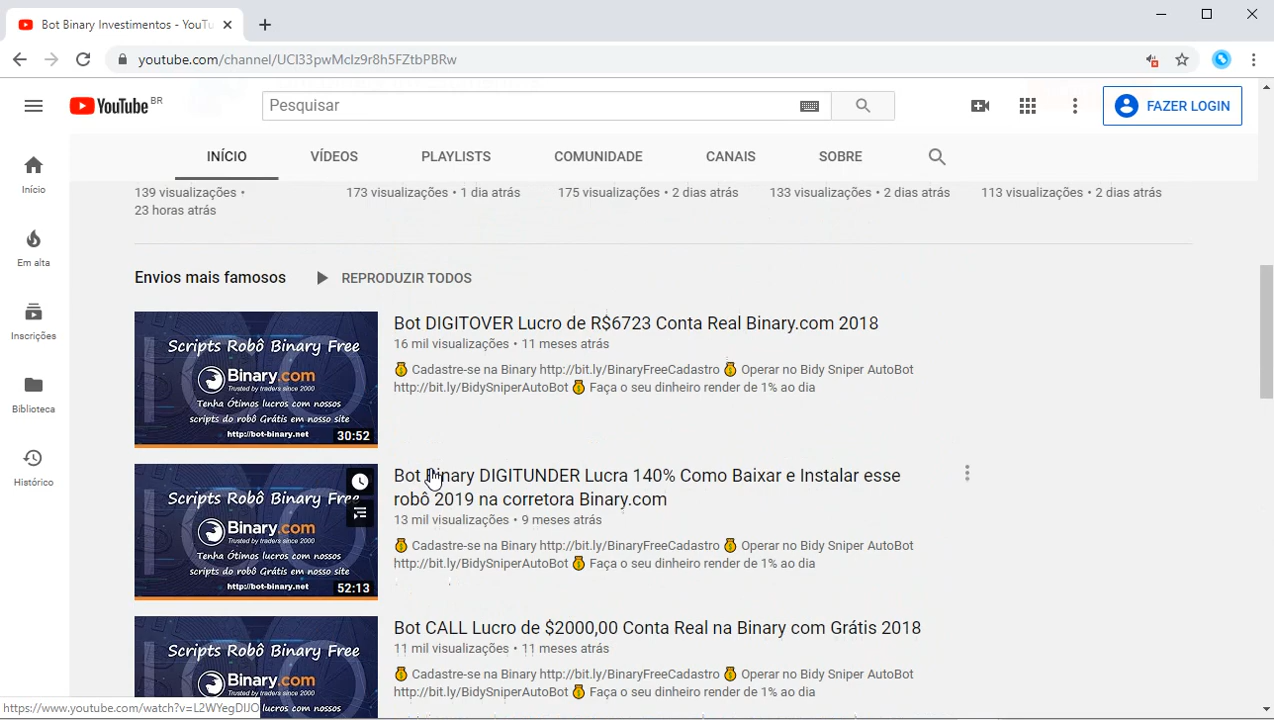 Bot Binary Investimentos - YouTu
youtube.com/channel/UCI33pwMcIz9r8h5FZtbPBRw
YouTube BR
Pesquisar
FAZER LOGIN
INÍCIO VÍDEOS PLAYLISTS COMUNIDADE CANAIS SOBRE
Início
Em alta
Inscrições
Biblioteca
Histórico
139 visualizações •
23 horas atrás
173 visualizações • 1 dia atrás
175 visualizações • 2 dias atrás
133 visualizações • 2 dias atrás
113 visualizações • 2 dias atrás
Envios mais famosos
REPRODUZIR TODOS
Scripts Robô Binary Free
Binary.com
Trusted by traders since 2000
Tenha Ótimos lucros com nossos
scripts do robô Grátis em nosso site
http://bot-binary.net
30:52
Bot DIGITOVER Lucro de R$6723 Conta Real Binary.com 2018
16 mil visualizações • 11 meses atrás
💰 Cadastre-se na Binary http://bit.ly/BinaryFreeCadastro 💰 Operar no Bidy Sniper AutoBot
http://bit.ly/BidySniperAutoBot 💰 Faça o seu dinheiro render de 1% ao dia
Scripts Robô Binary Free
Binary.com
Trusted by traders since 2000
Tenha Ótimos lucros com nossos
scripts do robô Grátis em nosso site
http://bot-binary.net
52:13
Bot Binary DIGITUNDER Lucra 140% Como Baixar e Instalar esse
robô 2019 na corretora Binary.com
13 mil visualizações • 9 meses atrás
💰 Cadastre-se na Binary http://bit.ly/BinaryFreeCadastro 💰 Operar no Bidy Sniper AutoBot
http://bit.ly/BidySniperAutoBot 💰 Faça o seu dinheiro render de 1% ao dia
Scripts Robô Binary Free
Binary.com
Trusted by traders since 2000
Bot CALL Lucro de $2000,00 Conta Real na Binary com Grátis 2018
11 mil visualizações • 11 meses atrás
💰 Cadastre-se na Binary http://bit.ly/BinaryFreeCadastro 💰 Operar no Bidy Sniper AutoBot
http://bit.ly/BidySniperAutoBot 💰 Faça o seu dinheiro render de 1% ao dia
https://www.youtube.com/watch?v=L2WYegDIJO